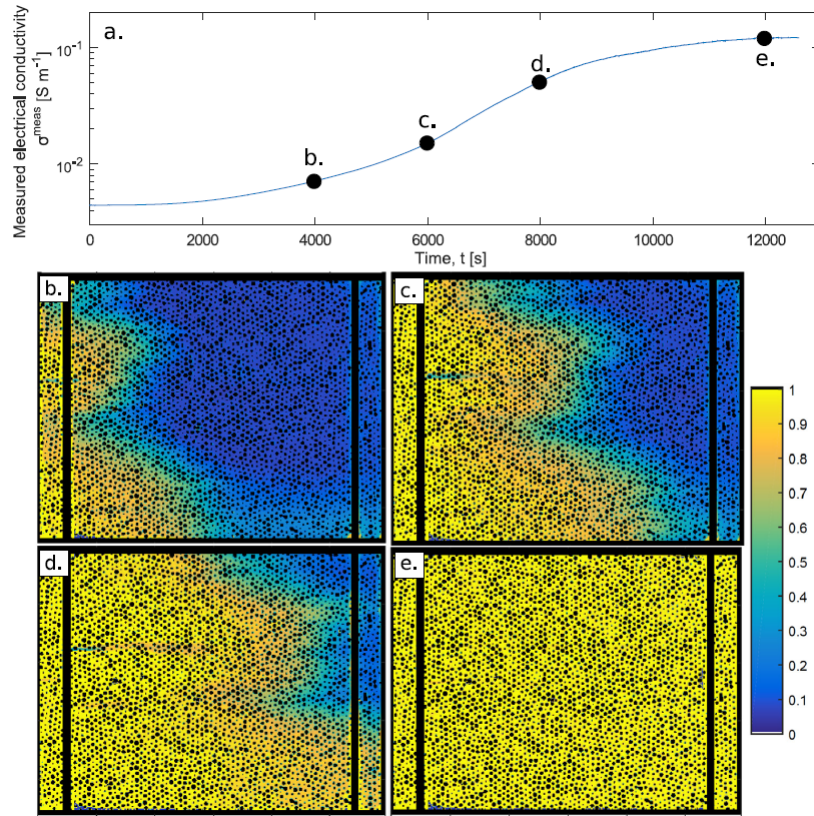 a.
Measured electrical conductivity
σ^meas [S m⁻¹]
10⁻¹
10⁻²
b.
c.
d.
e.
0 2000 4000 6000 8000 10000 12000
Time, t [s]
b.
c.
d.
e.
1
0.9
0.8
0.7
0.6
0.5
0.4
0.3
0.2
0.1
0